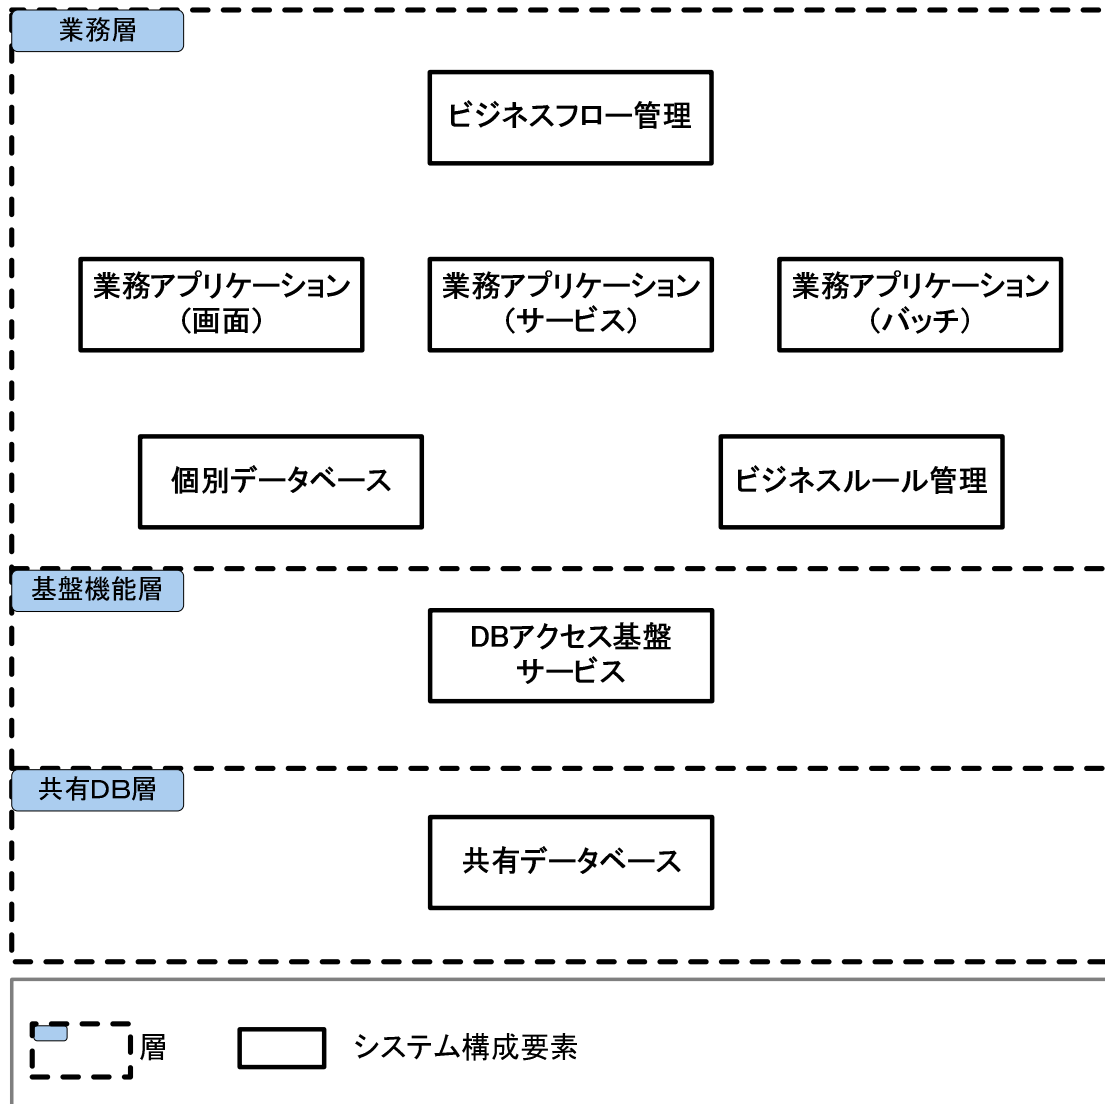 業務層
ビジネスフロー管理
業務アプリケーション
（画面）
業務アプリケーション
（サービス）
業務アプリケーション
（バッチ）
個別データベース
ビジネスルール管理
基盤機能層
DBアクセス基盤
サービス
共有DB層
共有データベース
層
システム構成要素